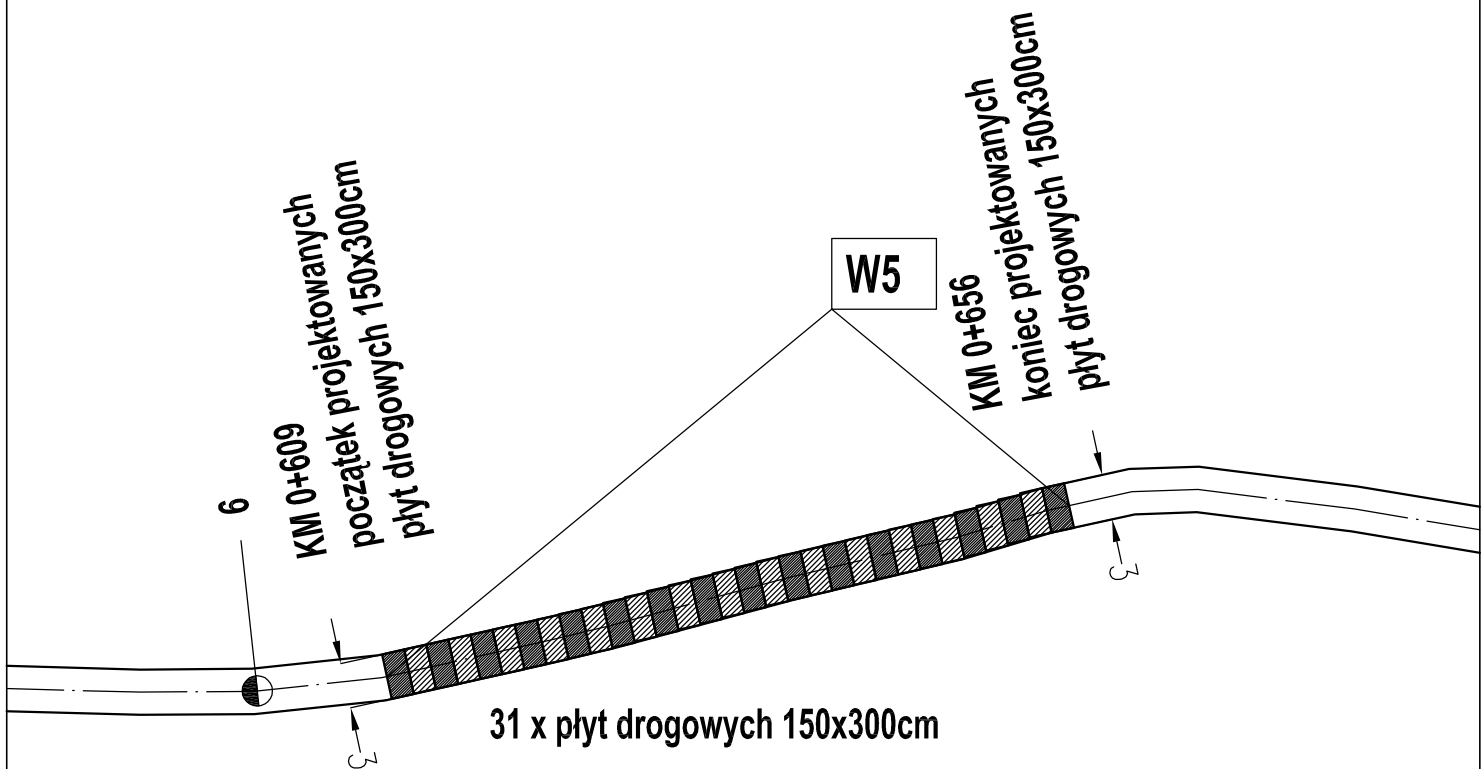 6
KM 0+609
początek projektowanych
płyt drogowych 150x300cm
W5
KM 0+656
koniec projektowanych
płyt drogowych 150x300cm
3
3
31 x płyt drogowych 150x300cm